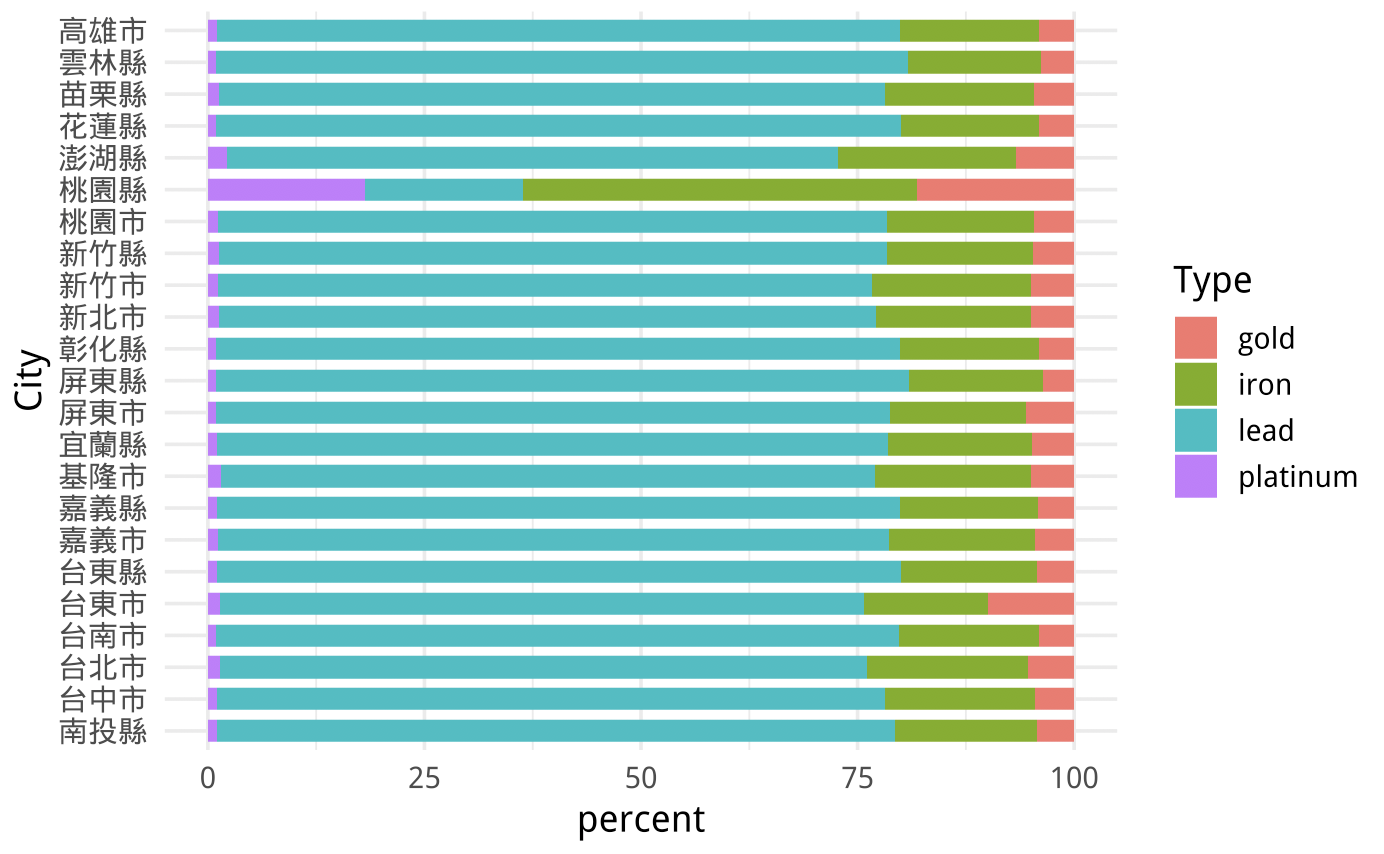 高雄市
雲林縣
苗栗縣
花蓮縣
澎湖縣
桃園縣
桃園市
新竹縣
新竹市
新北市
彰化縣
屏東縣
屏東市
宜蘭縣
基隆市
嘉義縣
嘉義市
台東縣
台東市
台南市
台北市
台中市
南投縣
City
0 25 50 75 100
percent
Type
gold
iron
lead
platinum